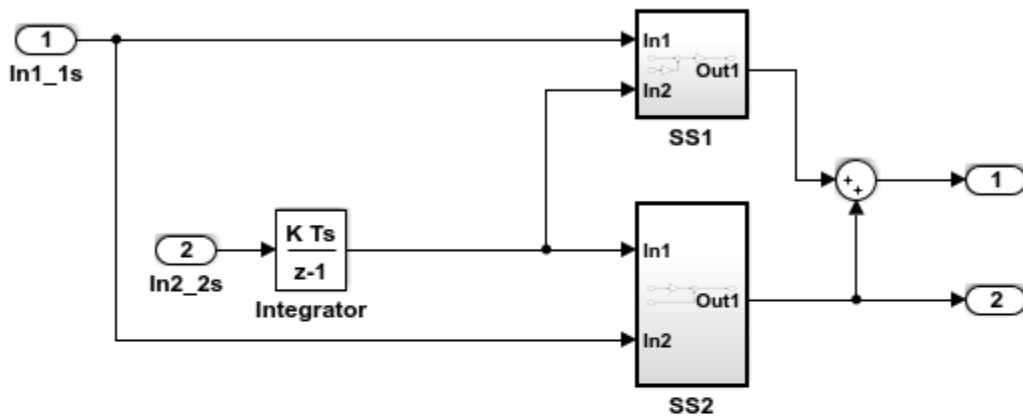 1
In1_1s
In1
In2
Out1
SS1
1
2
In2_2s
K Ts
z-1
Integrator
In1
Out1
In2
SS2
+
+
2